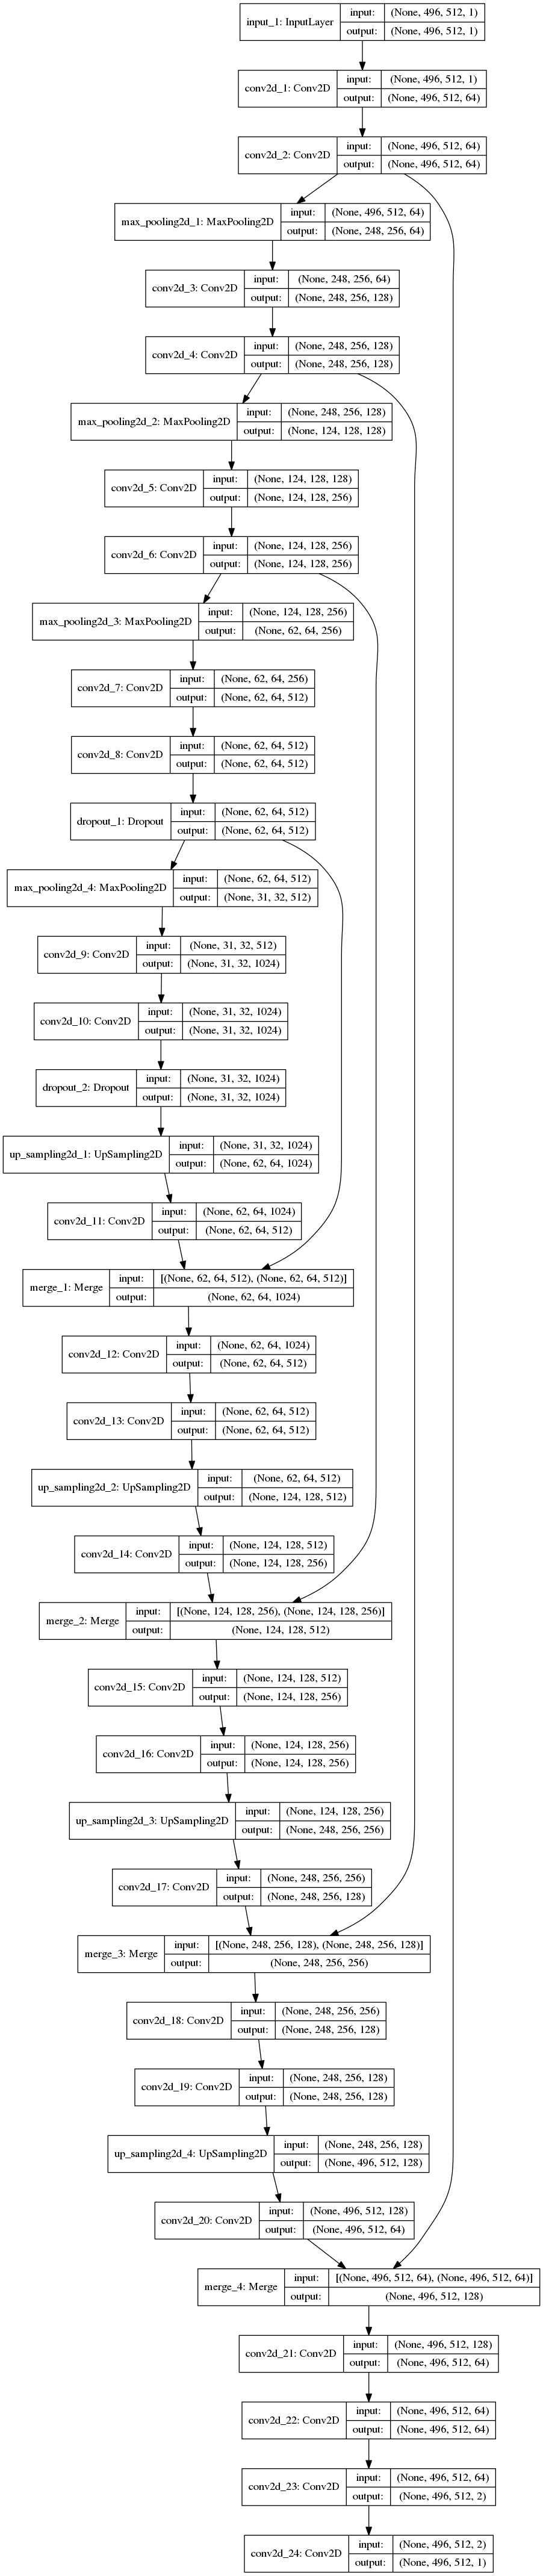 input_1: InputLayer
input: (None, 496, 512, 1)
output: (None, 496, 512, 1)
conv2d_1: Conv2D
input: (None, 496, 512, 1)
output: (None, 496, 512, 64)
conv2d_2: Conv2D
input: (None, 496, 512, 64)
output: (None, 496, 512, 64)
max_pooling2d_1: MaxPooling2D
input: (None, 496, 512, 64)
output: (None, 248, 256, 64)
conv2d_3: Conv2D
input: (None, 248, 256, 64)
output: (None, 248, 256, 128)
conv2d_4: Conv2D
input: (None, 248, 256, 128)
output: (None, 248, 256, 128)
max_pooling2d_2: MaxPooling2D
input: (None, 248, 256, 128)
output: (None, 124, 128, 128)
conv2d_5: Conv2D
input: (None, 124, 128, 128)
output: (None, 124, 128, 256)
conv2d_6: Conv2D
input: (None, 124, 128, 256)
output: (None, 124, 128, 256)
max_pooling2d_3: MaxPooling2D
input: (None, 124, 128, 256)
output: (None, 62, 64, 256)
conv2d_7: Conv2D
input: (None, 62, 64, 256)
output: (None, 62, 64, 512)
conv2d_8: Conv2D
input: (None, 62, 64, 512)
output: (None, 62, 64, 512)
dropout_1: Dropout
input: (None, 62, 64, 512)
output: (None, 62, 64, 512)
max_pooling2d_4: MaxPooling2D
input: (None, 62, 64, 512)
output: (None, 31, 32, 512)
conv2d_9: Conv2D
input: (None, 31, 32, 512)
output: (None, 31, 32, 1024)
conv2d_10: Conv2D
input: (None, 31, 32, 1024)
output: (None, 31, 32, 1024)
dropout_2: Dropout
input: (None, 31, 32, 1024)
output: (None, 31, 32, 1024)
up_sampling2d_1: UpSampling2D
input: (None, 31, 32, 1024)
output: (None, 62, 64, 1024)
conv2d_11: Conv2D
input: (None, 62, 64, 1024)
output: (None, 62, 64, 512)
merge_1: Merge
input: [(None, 62, 64, 512), (None, 62, 64, 512)]
output: (None, 62, 64, 1024)
conv2d_12: Conv2D
input: (None, 62, 64, 1024)
output: (None, 62, 64, 512)
conv2d_13: Conv2D
input: (None, 62, 64, 512)
output: (None, 62, 64, 512)
up_sampling2d_2: UpSampling2D
input: (None, 62, 64, 512)
output: (None, 124, 128, 512)
conv2d_14: Conv2D
input: (None, 124, 128, 512)
output: (None, 124, 128, 256)
merge_2: Merge
input: [(None, 124, 128, 256), (None, 124, 128, 256)]
output: (None, 124, 128, 512)
conv2d_15: Conv2D
input: (None, 124, 128, 512)
output: (None, 124, 128, 256)
conv2d_16: Conv2D
input: (None, 124, 128, 256)
output: (None, 124, 128, 256)
up_sampling2d_3: UpSampling2D
input: (None, 124, 128, 256)
output: (None, 248, 256, 256)
conv2d_17: Conv2D
input: (None, 248, 256, 256)
output: (None, 248, 256, 128)
merge_3: Merge
input: [(None, 248, 256, 128), (None, 248, 256, 128)]
output: (None, 248, 256, 256)
conv2d_18: Conv2D
input: (None, 248, 256, 256)
output: (None, 248, 256, 128)
conv2d_19: Conv2D
input: (None, 248, 256, 128)
output: (None, 248, 256, 128)
up_sampling2d_4: UpSampling2D
input: (None, 248, 256, 128)
output: (None, 496, 512, 128)
conv2d_20: Conv2D
input: (None, 496, 512, 128)
output: (None, 496, 512, 64)
merge_4: Merge
input: [(None, 496, 512, 64), (None, 496, 512, 64)]
output: (None, 496, 512, 128)
conv2d_21: Conv2D
input: (None, 496, 512, 128)
output: (None, 496, 512, 64)
conv2d_22: Conv2D
input: (None, 496, 512, 64)
output: (None, 496, 512, 64)
conv2d_23: Conv2D
input: (None, 496, 512, 64)
output: (None, 496, 512, 2)
conv2d_24: Conv2D
input: (None, 496, 512, 2)
output: (None, 496, 512, 1)